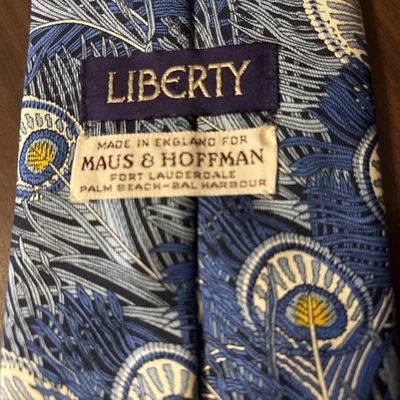 LIBERTY
MADE IN ENGLAND FOR
MAUS & HOFFMAN
FORT LAUDERDALE
PALM BEACH-BAL HARBOUR